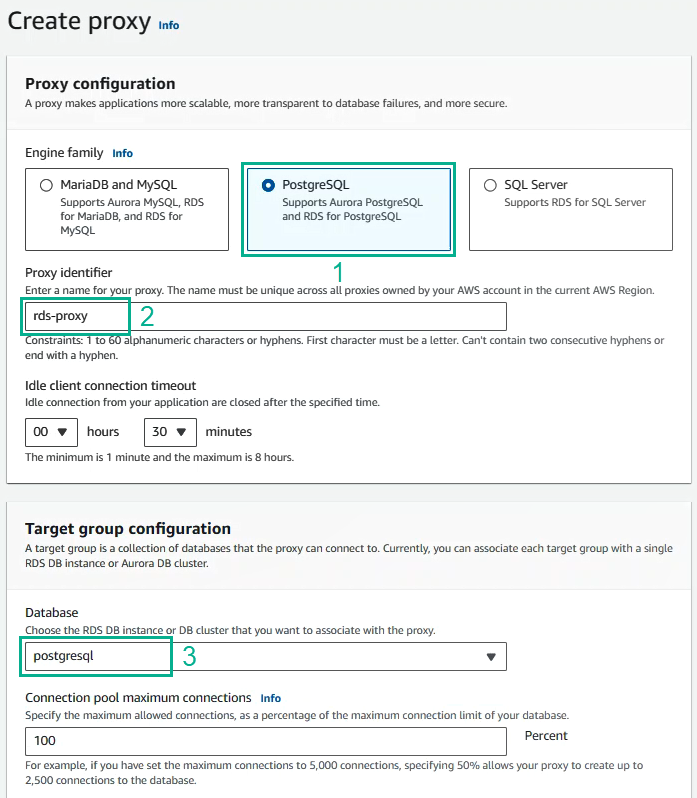 Create proxy Info
Proxy configuration
A proxy makes applications more scalable, more transparent to database failures, and more secure.
Engine family Info
MariaDB and MySQL
Supports Aurora MySQL, RDS
for MariaDB, and RDS for
MySQL
PostgreSQL
Supports Aurora PostgreSQL
and RDS for PostgreSQL
SQL Server
Supports RDS for SQL Server
1
Proxy identifier
Enter a name for your proxy. The name must be unique across all proxies owned by your AWS account in the current AWS Region.
rds-proxy
2
Constraints: 1 to 60 alphanumeric characters or hyphens. First character must be a letter. Can't contain two consecutive hyphens or
end with a hyphen.
Idle client connection timeout
Idle connection from your application are closed after the specified time.
00 hours 30 minutes
The minimum is 1 minute and the maximum is 8 hours.
Target group configuration
A target group is a collection of databases that the proxy can connect to. Currently, you can associate each target group with a single
RDS DB instance or Aurora DB cluster.
Database
Choose the RDS DB instance or DB cluster that you want to associate with the proxy.
postgresql
3
Connection pool maximum connections Info
Specify the maximum allowed connections, as a percentage of the maximum connection limit of your database.
100 Percent
For example, if you have set the maximum connections to 5,000 connections, specifying 50% allows your proxy to create up to
2,500 connections to the database.